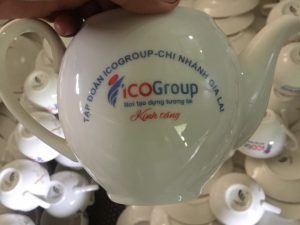 TẬP ĐOÀN ICOGROUP-CHI NHÁNH GIA LAI
iCOGroup
Nơi tạo dựng tương lai
Kính tặng